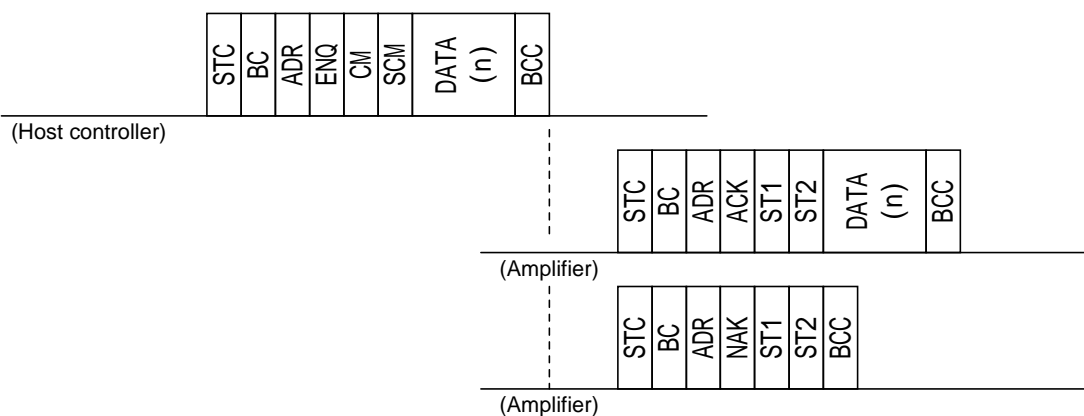 STC
BC
ADR
ENQ
CM
SCM
DATA
(n)
BCC
(Host controller)
STC
BC
ADR
ACK
ST1
ST2
DATA
(n)
BCC
(Amplifier)
STC
BC
ADR
NAK
ST1
ST2
BCC
(Amplifier)